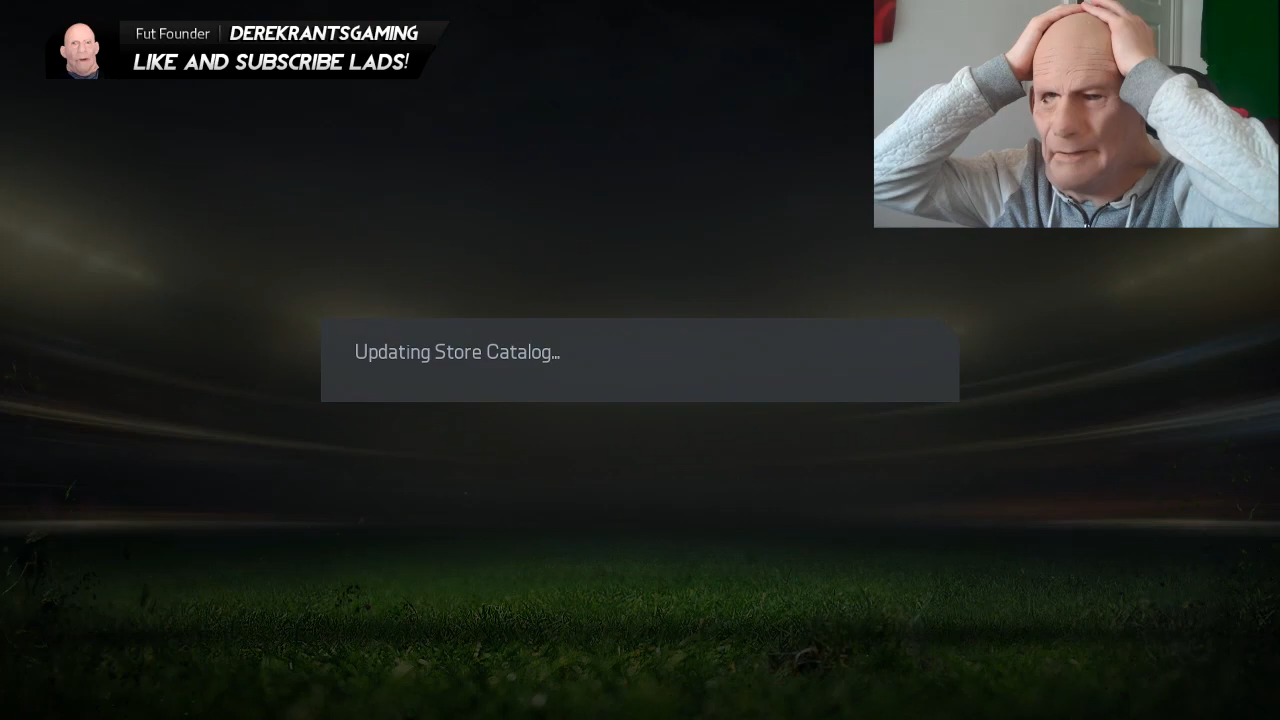 Fut Founder | DEREKRANTSGAMING
LIKE AND SUBSCRIBE LADS!
Updating Store Catalog...